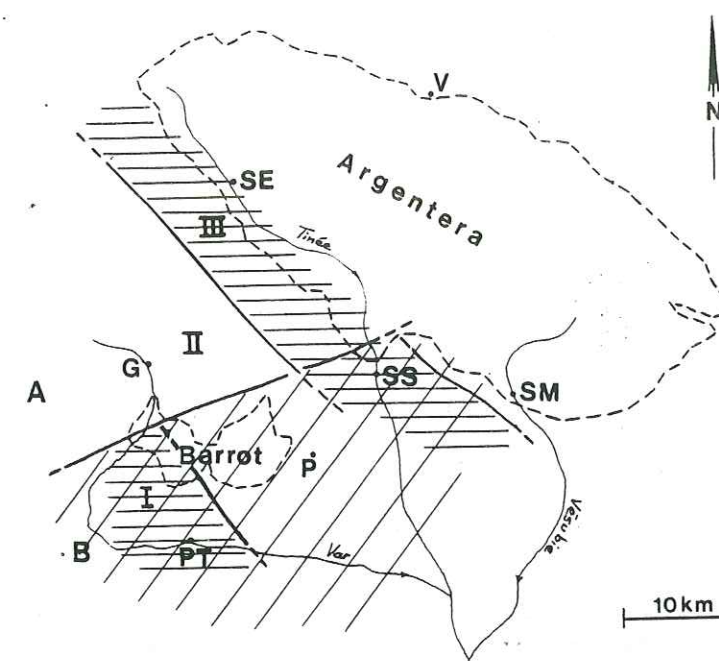 V
N
SE
Argentera
III
Tinée
II
G
SS
A
SM
Barrot
P
I
Vésubie
B
PT
Var
10 km